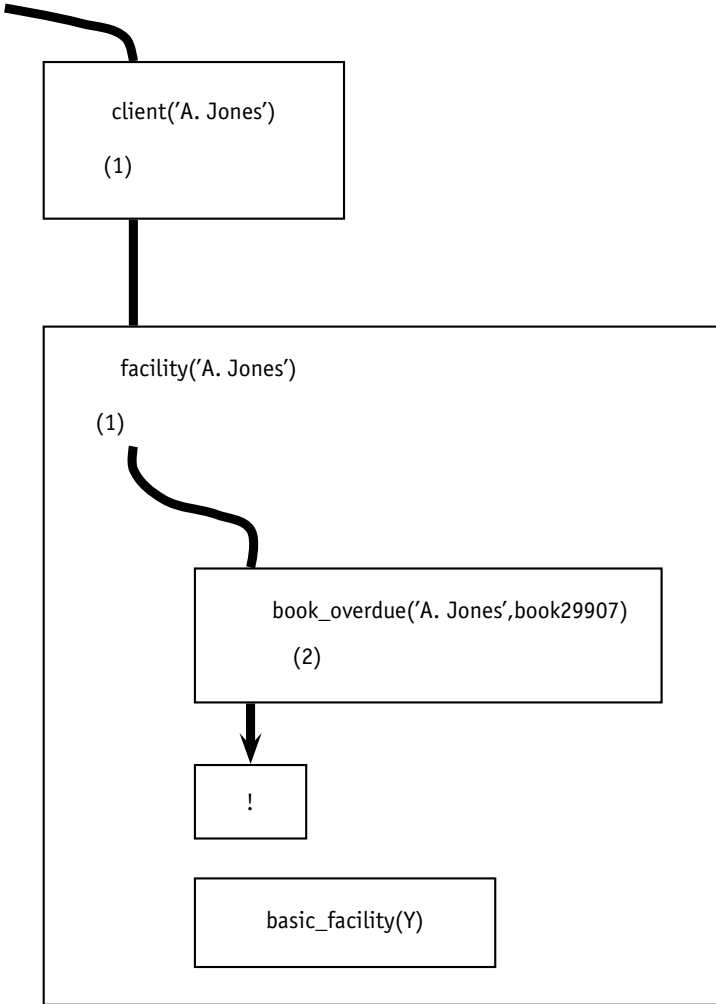 client('A. Jones')
(1)
facility('A. Jones')
(1)
book_overdue('A. Jones',book29907)
(2)
!
basic_facility(Y)